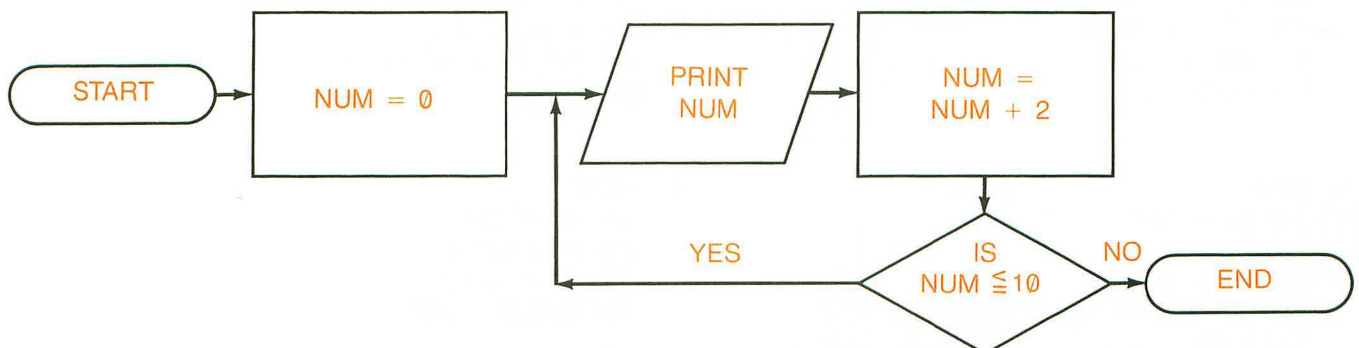 START
NUM = 0
PRINT
NUM
NUM =
NUM + 2
IS
NUM ≦ 10
YES
NO
END